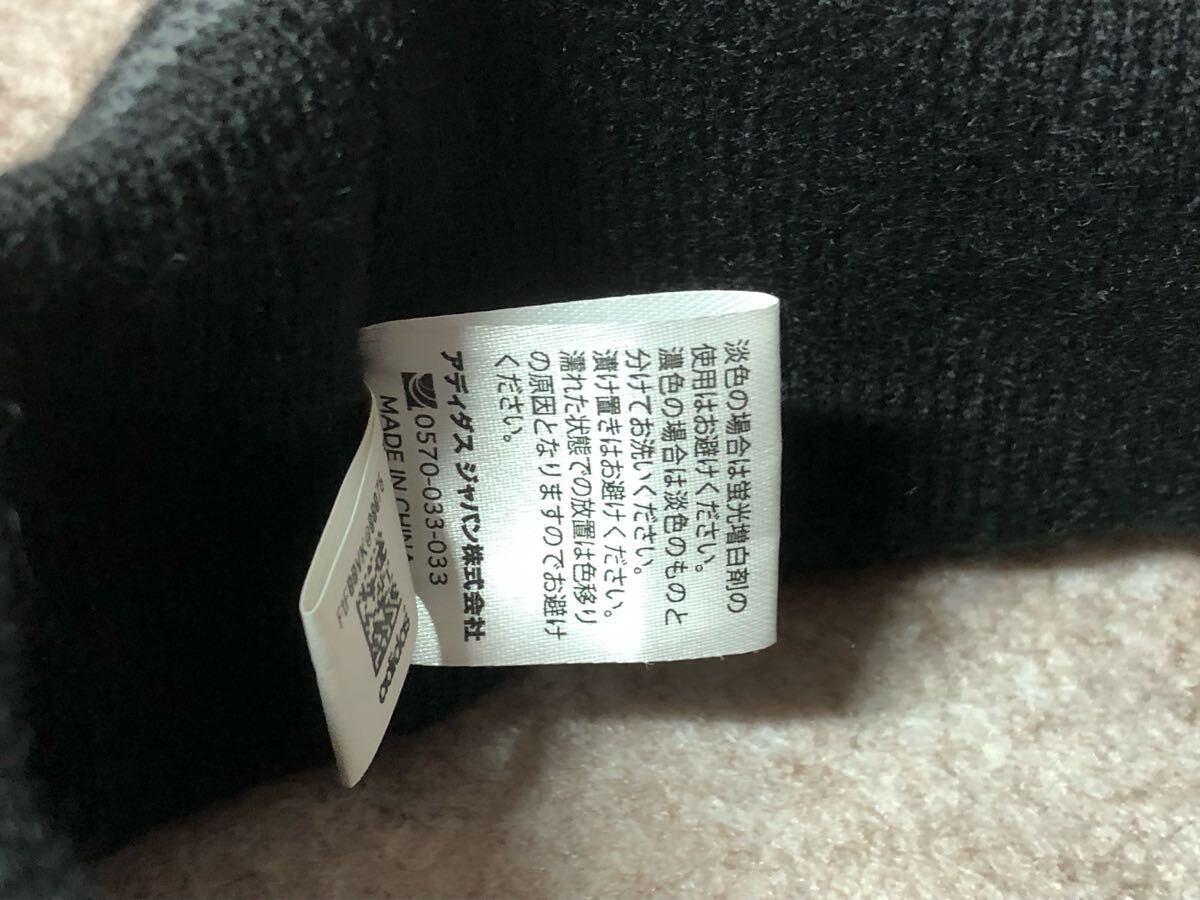 淡色の場合は蛍光増白剤の
使用はお避けください。
濃色の場合は淡色のものと
分けてお洗いください。
漬け置きはお避けください。
濡れた状態での放置は色移り
の原因となりますのでお避け
ください。
アディダス ジャパン株式会社
0570-033-033
MADE IN CHINA